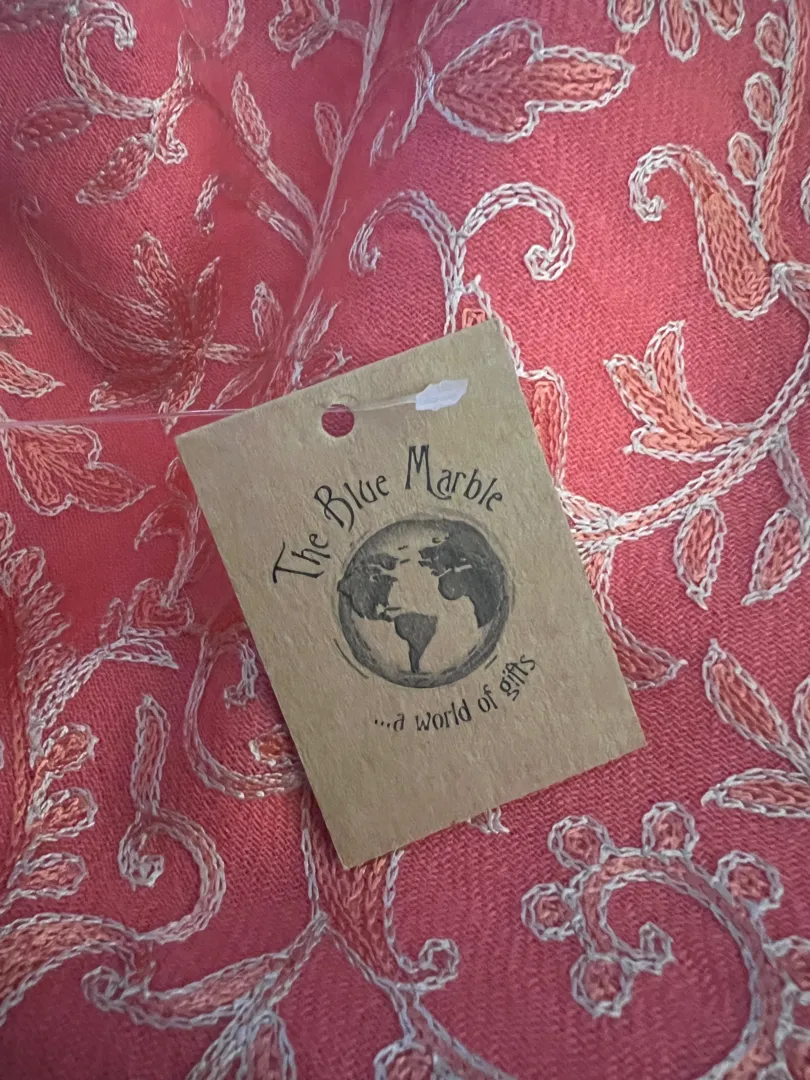 The Blue Marble
...a world of gifts